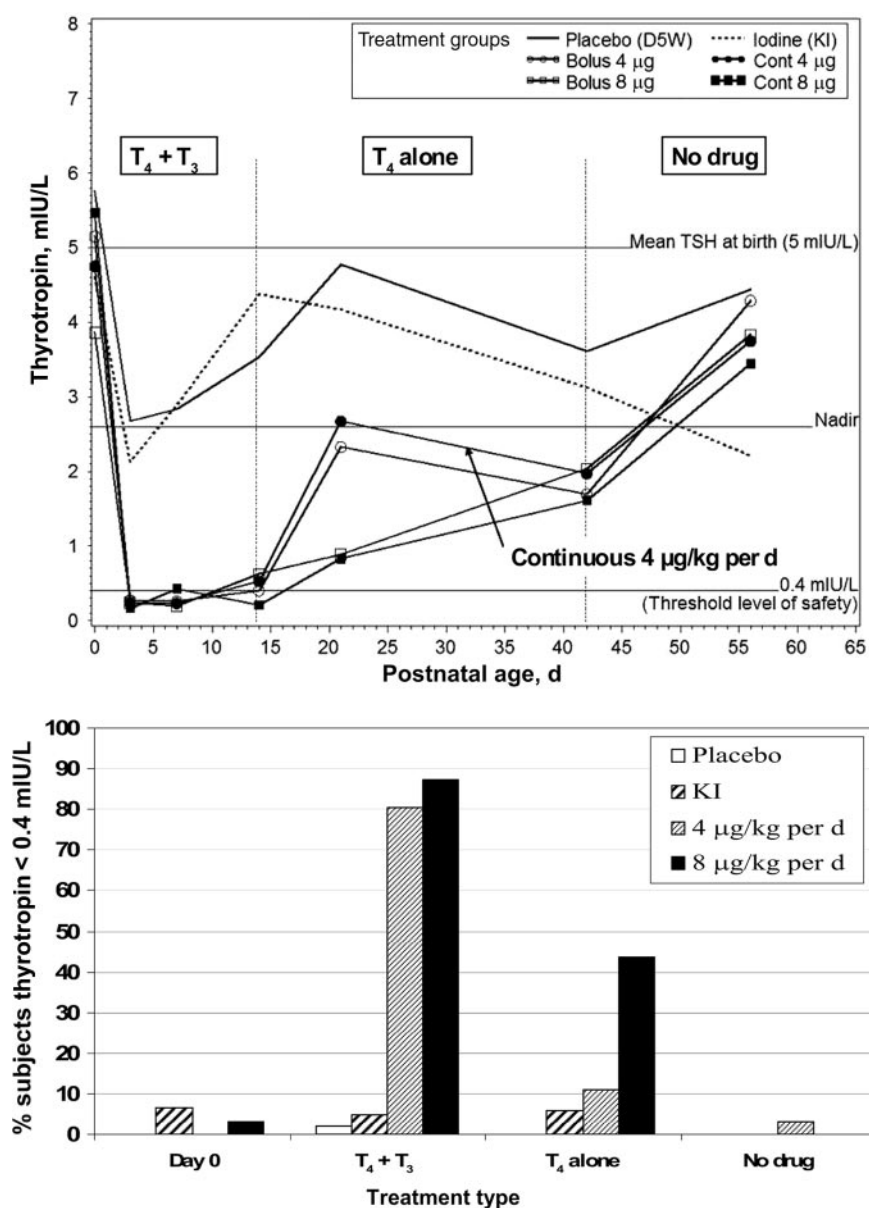 8
7
6
5
4
3
2
1
0
Thyrotropin, mIU/L
Treatment groups
Placebo (D5W)
Iodine (KI)
Bolus 4 µg
Cont 4 µg
Bolus 8 µg
Cont 8 µg
T4 + T3
T4 alone
No drug
Mean TSH at birth (5 mIU/L)
Nadir
Continuous 4 µg/kg per d
0.4 mIU/L
(Threshold level of safety)
0 5 10 15 20 25 30 35 40 45 50 55 60 65
Postnatal age, d
100
90
80
70
60
50
40
30
20
10
0
% subjects thyrotropin < 0.4 mIU/L
Placebo
KI
4 µg/kg per d
8 µg/kg per d
Day 0 T4 + T3 T4 alone No drug
Treatment type